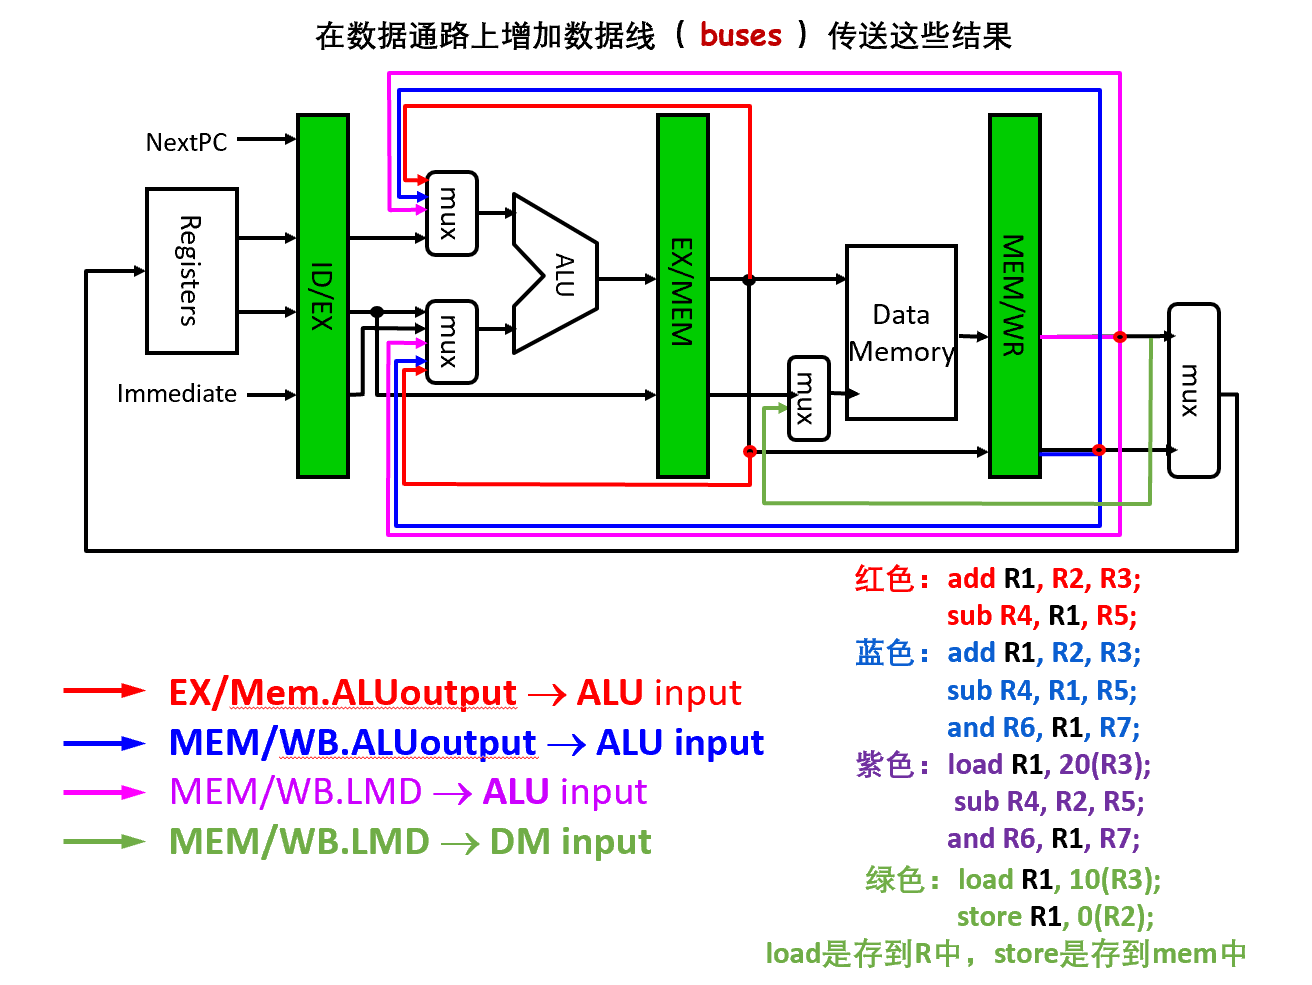 在数据通路上增加数据线（ buses ）传送这些结果
NextPC
Registers
Immediate
ID/EX
mux
mux
ALU
EX/MEM
mux
Data
Memory
MEM/WR
mux
红色：add R1, R2, R3;
sub R4, R1, R5;
蓝色：add R1, R2, R3;
sub R4, R1, R5;
and R6, R1, R7;
紫色：load R1, 20(R3);
sub R4, R2, R5;
and R6, R1, R7;
绿色：load R1, 10(R3);
store R1, 0(R2);
load是存到R中，store是存到mem中
EX/Mem.ALUoutput → ALU input
MEM/WB.ALUoutput → ALU input
MEM/WB.LMD → ALU input
MEM/WB.LMD → DM input